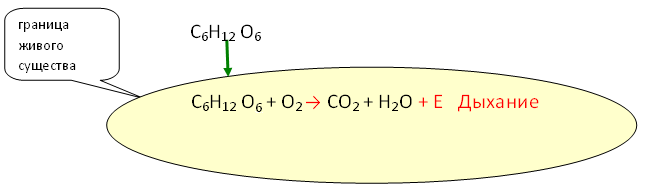 граница
живого
существа
C₆H₁₂ O₆
C₆H₁₂ O₆ + O₂ → CO₂ + H₂O + E Дыхание